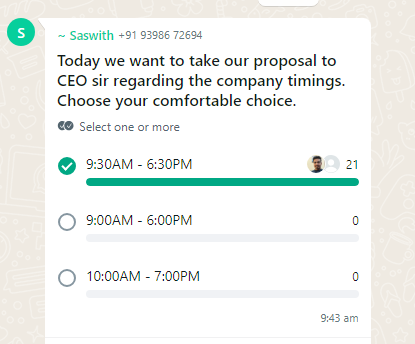 S
~ Saswith +91 93986 72694
Today we want to take our proposal to
CEO sir regarding the company timings.
Choose your comfortable choice.
Select one or more
9:30AM - 6:30PM 21
9:00AM - 6:00PM 0
10:00AM - 7:00PM 0
9:43 am